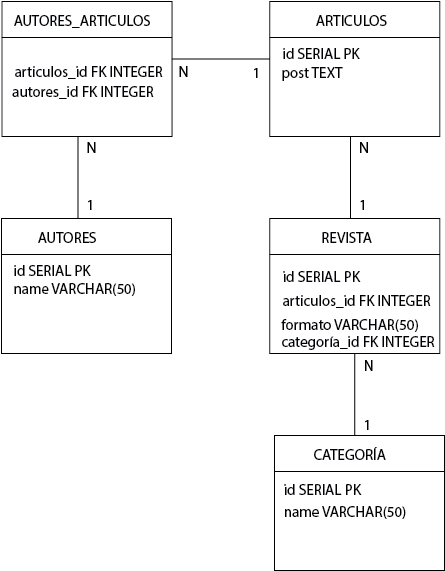 AUTORES_ARTICULOS
articulos_id FK INTEGER
autores_id FK INTEGER
N
1
ARTICULOS
id SERIAL PK
post TEXT
N
1
N
1
AUTORES
id SERIAL PK
name VARCHAR(50)
REVISTA
id SERIAL PK
articulos_id FK INTEGER
formato VARCHAR(50)
categoría_id FK INTEGER
N
1
CATEGORÍA
id SERIAL PK
name VARCHAR(50)